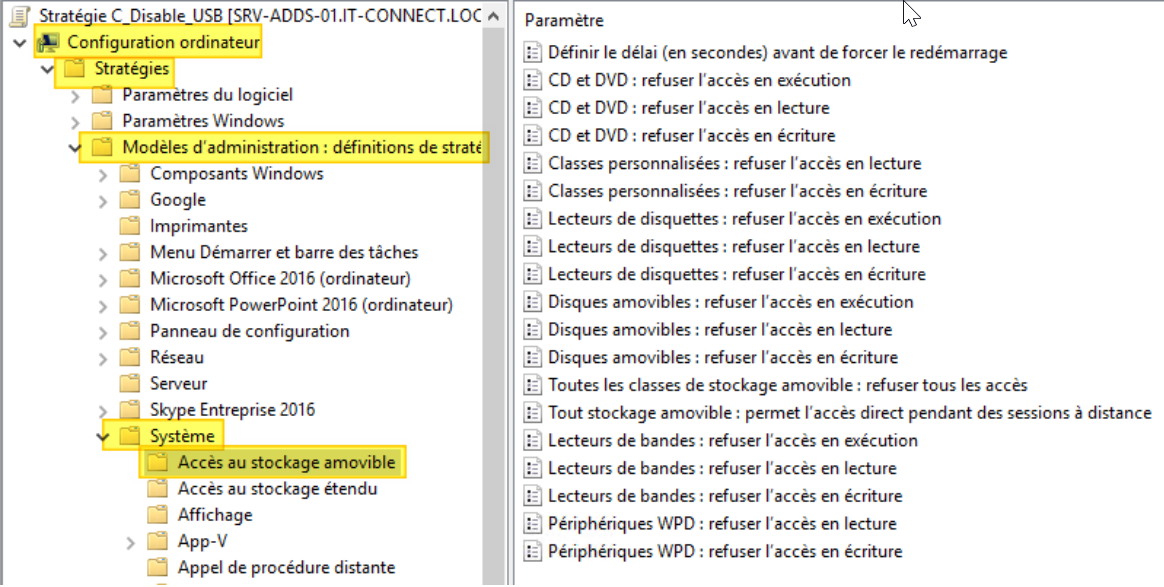 Stratégie C_Disable_USB [SRV-ADDS-01.IT-CONNECT.LOC
Configuration ordinateur
Stratégies
Paramètres du logiciel
Paramètres Windows
Modèles d'administration : définitions de straté
Composants Windows
Google
Imprimantes
Menu Démarrer et barre des tâches
Microsoft Office 2016 (ordinateur)
Microsoft PowerPoint 2016 (ordinateur)
Panneau de configuration
Réseau
Serveur
Skype Entreprise 2016
Système
Accès au stockage amovible
Accès au stockage étendu
Affichage
App-V
Appel de procédure distante
Paramètre
Définir le délai (en secondes) avant de forcer le redémarrage
CD et DVD : refuser l'accès en exécution
CD et DVD : refuser l'accès en lecture
CD et DVD : refuser l'accès en écriture
Classes personnalisées : refuser l'accès en lecture
Classes personnalisées : refuser l'accès en écriture
Lecteurs de disquettes : refuser l'accès en exécution
Lecteurs de disquettes : refuser l'accès en lecture
Lecteurs de disquettes : refuser l'accès en écriture
Disques amovibles : refuser l'accès en exécution
Disques amovibles : refuser l'accès en lecture
Disques amovibles : refuser l'accès en écriture
Toutes les classes de stockage amovible : refuser tous les accès
Tout stockage amovible : permet l'accès direct pendant des sessions à distance
Lecteurs de bandes : refuser l'accès en exécution
Lecteurs de bandes : refuser l'accès en lecture
Lecteurs de bandes : refuser l'accès en écriture
Périphériques WPD : refuser l'accès en lecture
Périphériques WPD : refuser l'accès en écriture